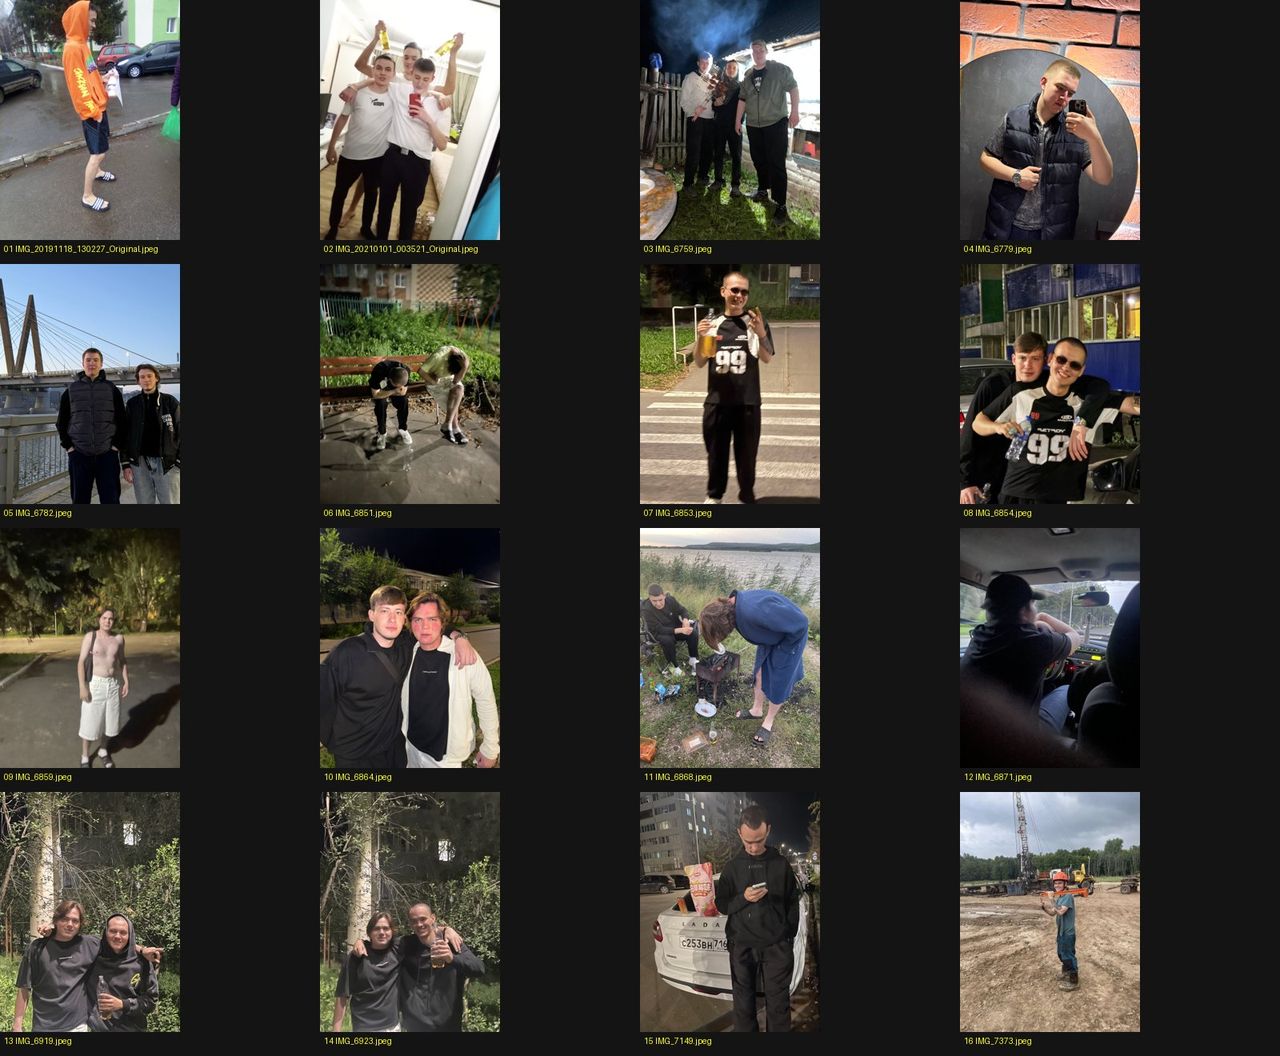 01 IMG_20191118_130227_Original.jpeg
02 IMG_20210101_003521_Original.jpeg
03 IMG_6759.jpeg
04 IMG_6779.jpeg
05 IMG_6782.jpeg
06 IMG_6851.jpeg
99
07 IMG_6853.jpeg
99
08 IMG_6854.jpeg
09 IMG_6859.jpeg
10 IMG_6864.jpeg
11 IMG_6868.jpeg
12 IMG_6871.jpeg
13 IMG_6919.jpeg
14 IMG_6923.jpeg
LADA
С253ВН 716
15 IMG_7149.jpeg
16 IMG_7373.jpeg